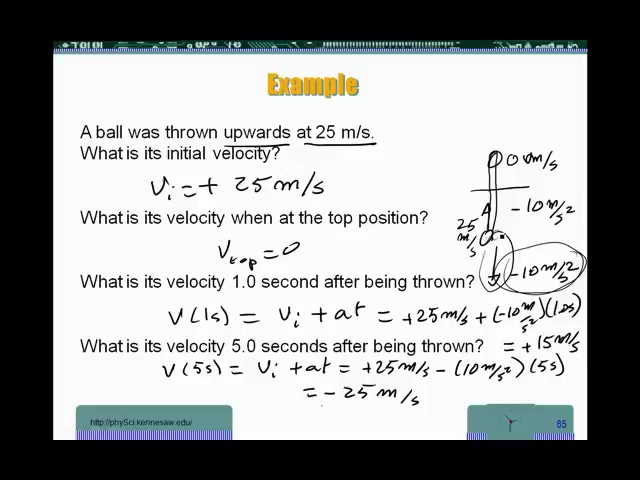 Example
A ball was thrown upwards at 25 m/s.
What is its initial velocity?
Vi = + 25 m/s
What is its velocity when at the top position?
Vtop = 0
What is its velocity 1.0 second after being thrown?
V(1s) = Vi + at = +25 m/s + (-10 m/s²)(1.0s)
= +15 m/s
What is its velocity 5.0 seconds after being thrown?
V(5s) = Vi + at = +25 m/s - (10 m/s²)(5s)
= -25 m/s
0 m/s
-10 m/s²
25 m/s
-10 m/s²
http://phySci.kennesaw.edu/
65